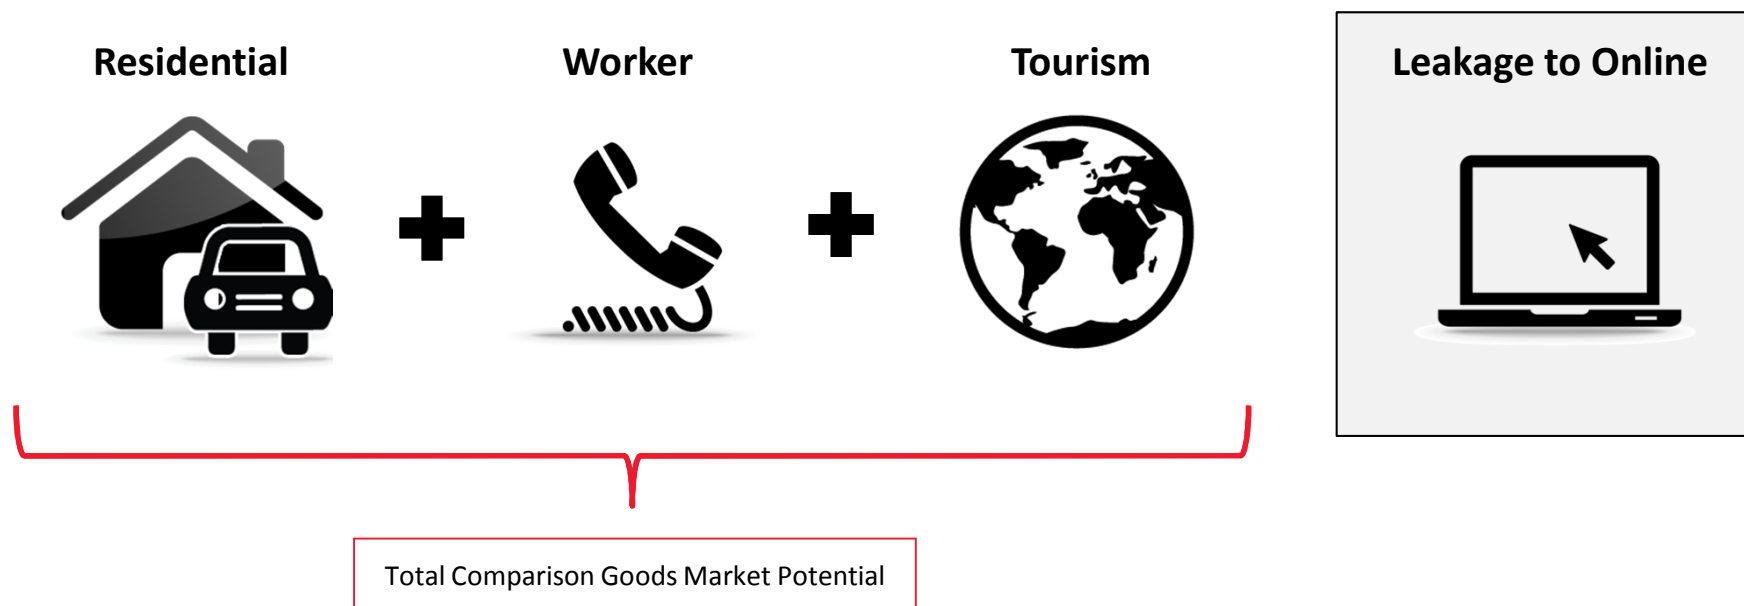 Residential
Worker
Tourism
Leakage to Online
Total Comparison Goods Market Potential